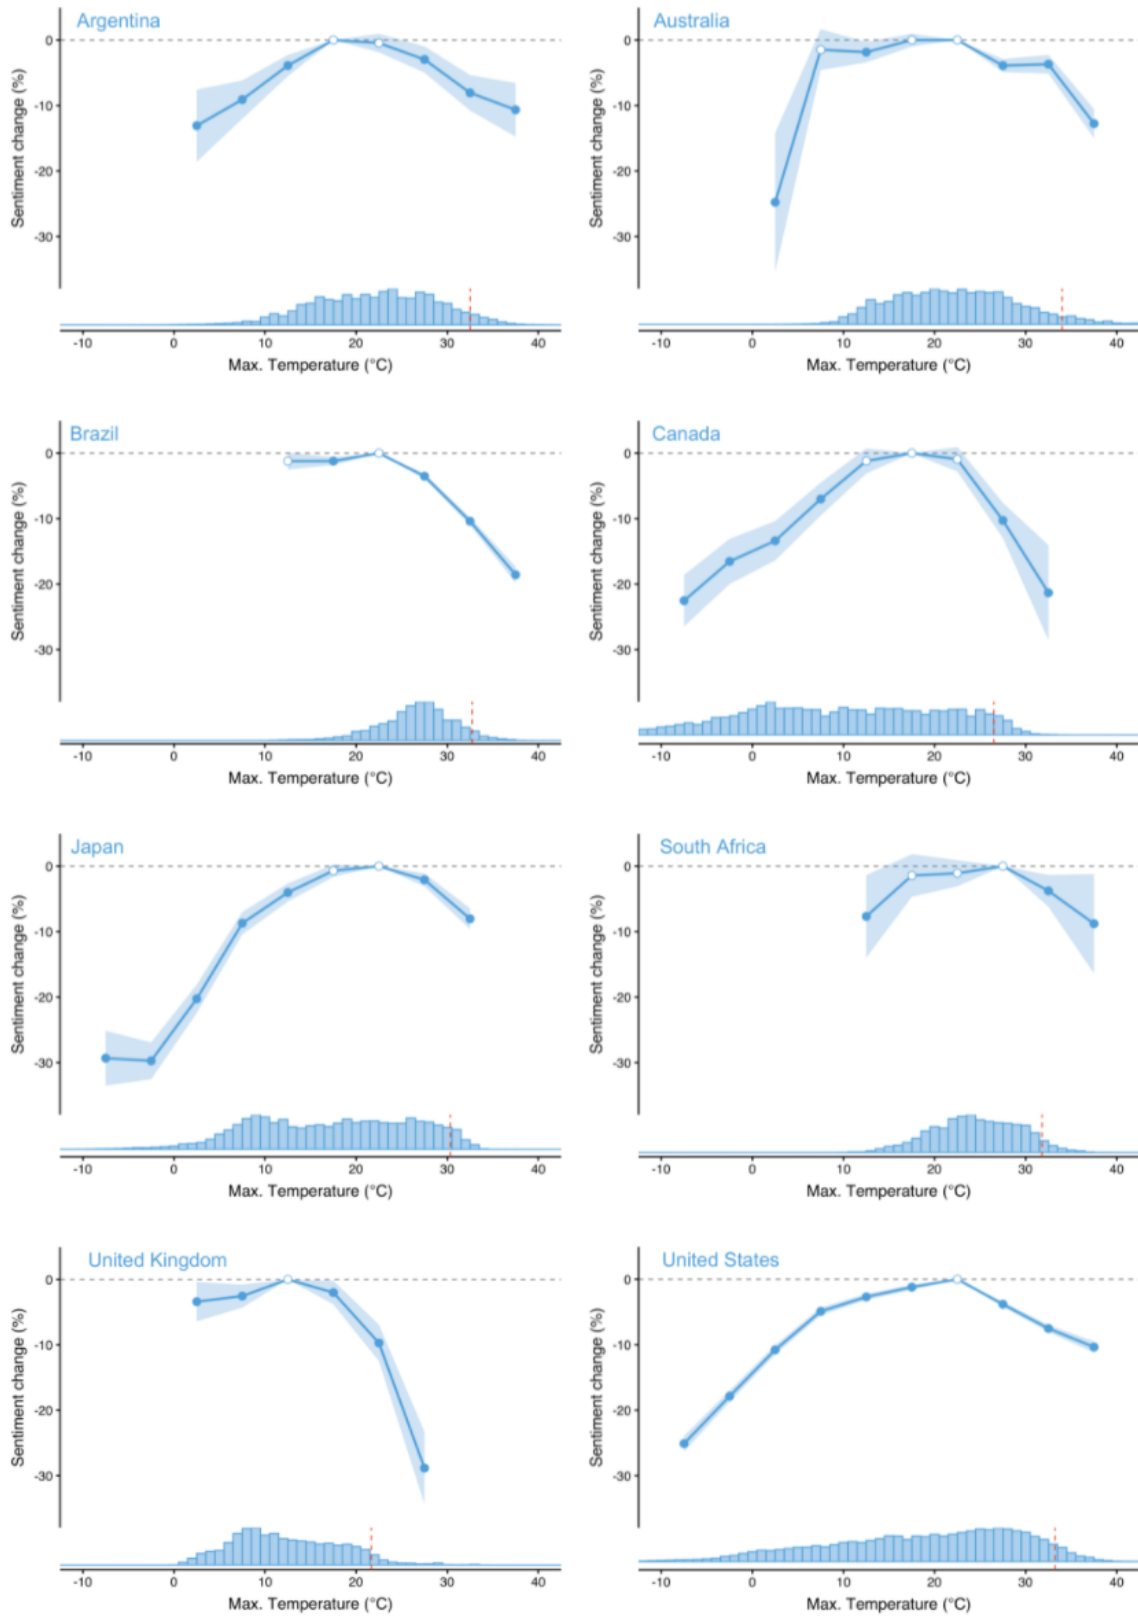 Argentina
Sentiment change (%)
0
-10
-20
-30
-10 0 10 20 30 40
Max. Temperature (°C)
Australia
Sentiment change (%)
0
-10
-20
-30
-10 0 10 20 30 40
Max. Temperature (°C)
Brazil
Sentiment change (%)
0
-10
-20
-30
-10 0 10 20 30 40
Max. Temperature (°C)
Canada
Sentiment change (%)
0
-10
-20
-30
-10 0 10 20 30 40
Max. Temperature (°C)
Japan
Sentiment change (%)
0
-10
-20
-30
-10 0 10 20 30 40
Max. Temperature (°C)
South Africa
Sentiment change (%)
0
-10
-20
-30
-10 0 10 20 30 40
Max. Temperature (°C)
United Kingdom
Sentiment change (%)
0
-10
-20
-30
-10 0 10 20 30 40
Max. Temperature (°C)
United States
Sentiment change (%)
0
-10
-20
-30
-10 0 10 20 30 40
Max. Temperature (°C)